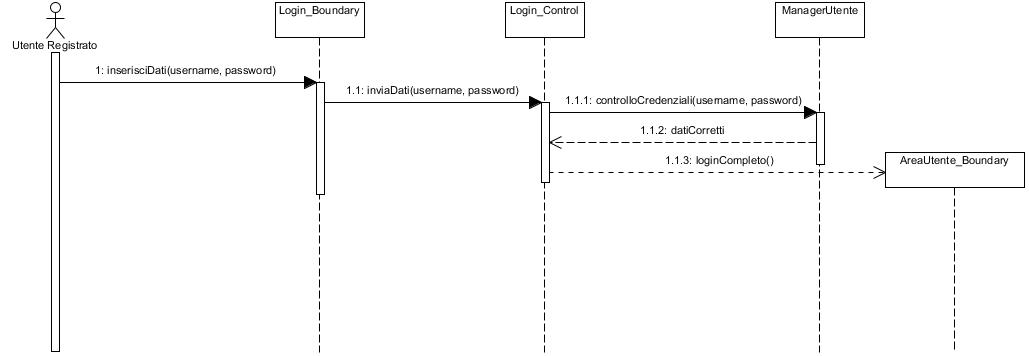 Login_Boundary
Login_Control
ManagerUtente
Utente Registrato
1: inserisciDati(username, password)
1.1: inviaDati(username, password)
1.1.1: controlloCredenziali(username, password)
1.1.2: datiCorretti
1.1.3: loginCompleto()
AreaUtente_Boundary